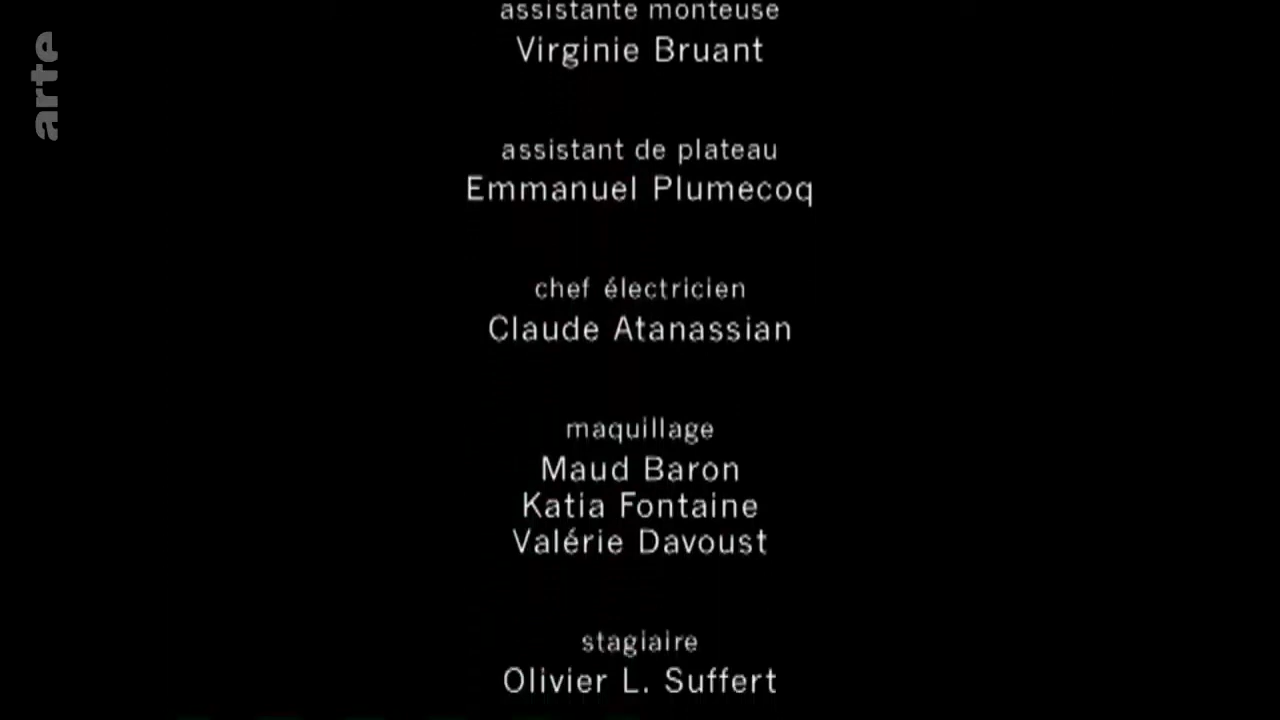 arte
assistante monteuse
Virginie Bruant
assistant de plateau
Emmanuel Plumecoq
chef électricien
Claude Atanassian
maquillage
Maud Baron
Katia Fontaine
Valérie Davoust
stagiaire
Olivier L. Suffert